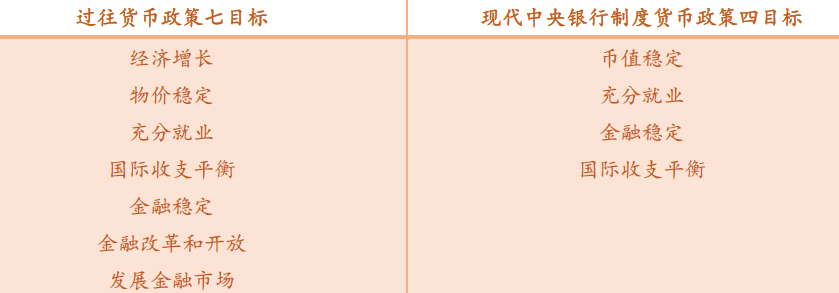 过往货币政策七目标 现代中央银行制度货币政策四目标
经济增长 币值稳定
物价稳定 充分就业
充分就业 金融稳定
国际收支平衡 国际收支平衡
金融稳定
金融改革和开放
发展金融市场